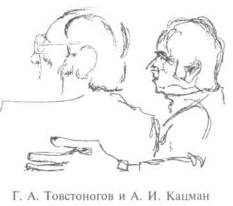 Г. А. Товстоногов и А. И. Кацман